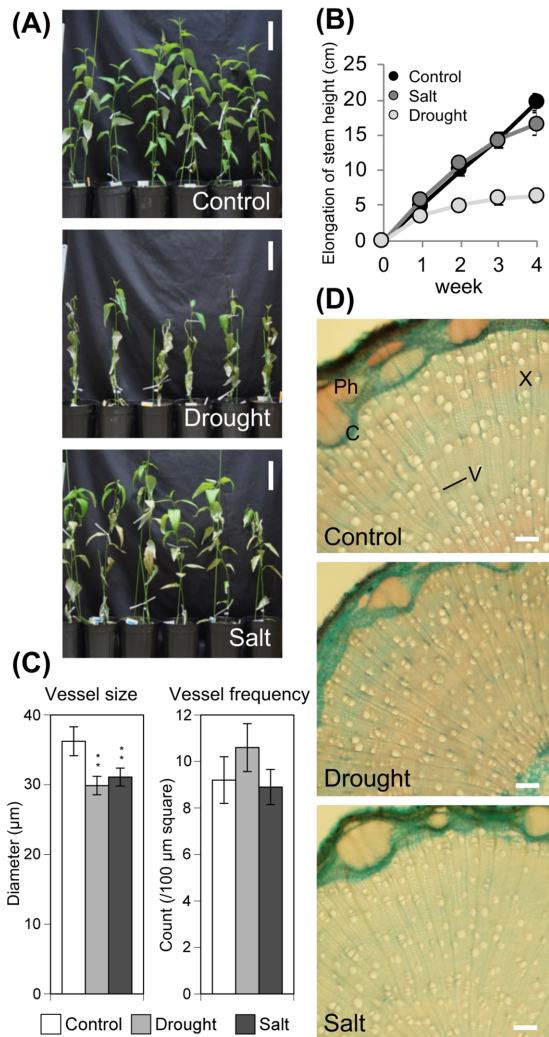 (A)
Control
Drought
Salt
(B)
Elongation of stem height (cm)
25
20
15
10
5
0
Control
Salt
Drought
0 1 2 3 4
week
(C)
Vessel size
Diameter (μm)
40
30
20
10
0
**
**
Vessel frequency
Count (/100 μm square)
12
10
8
6
4
2
0
Control Drought Salt
(D)
Ph
X
C
V
Control
Drought
Salt